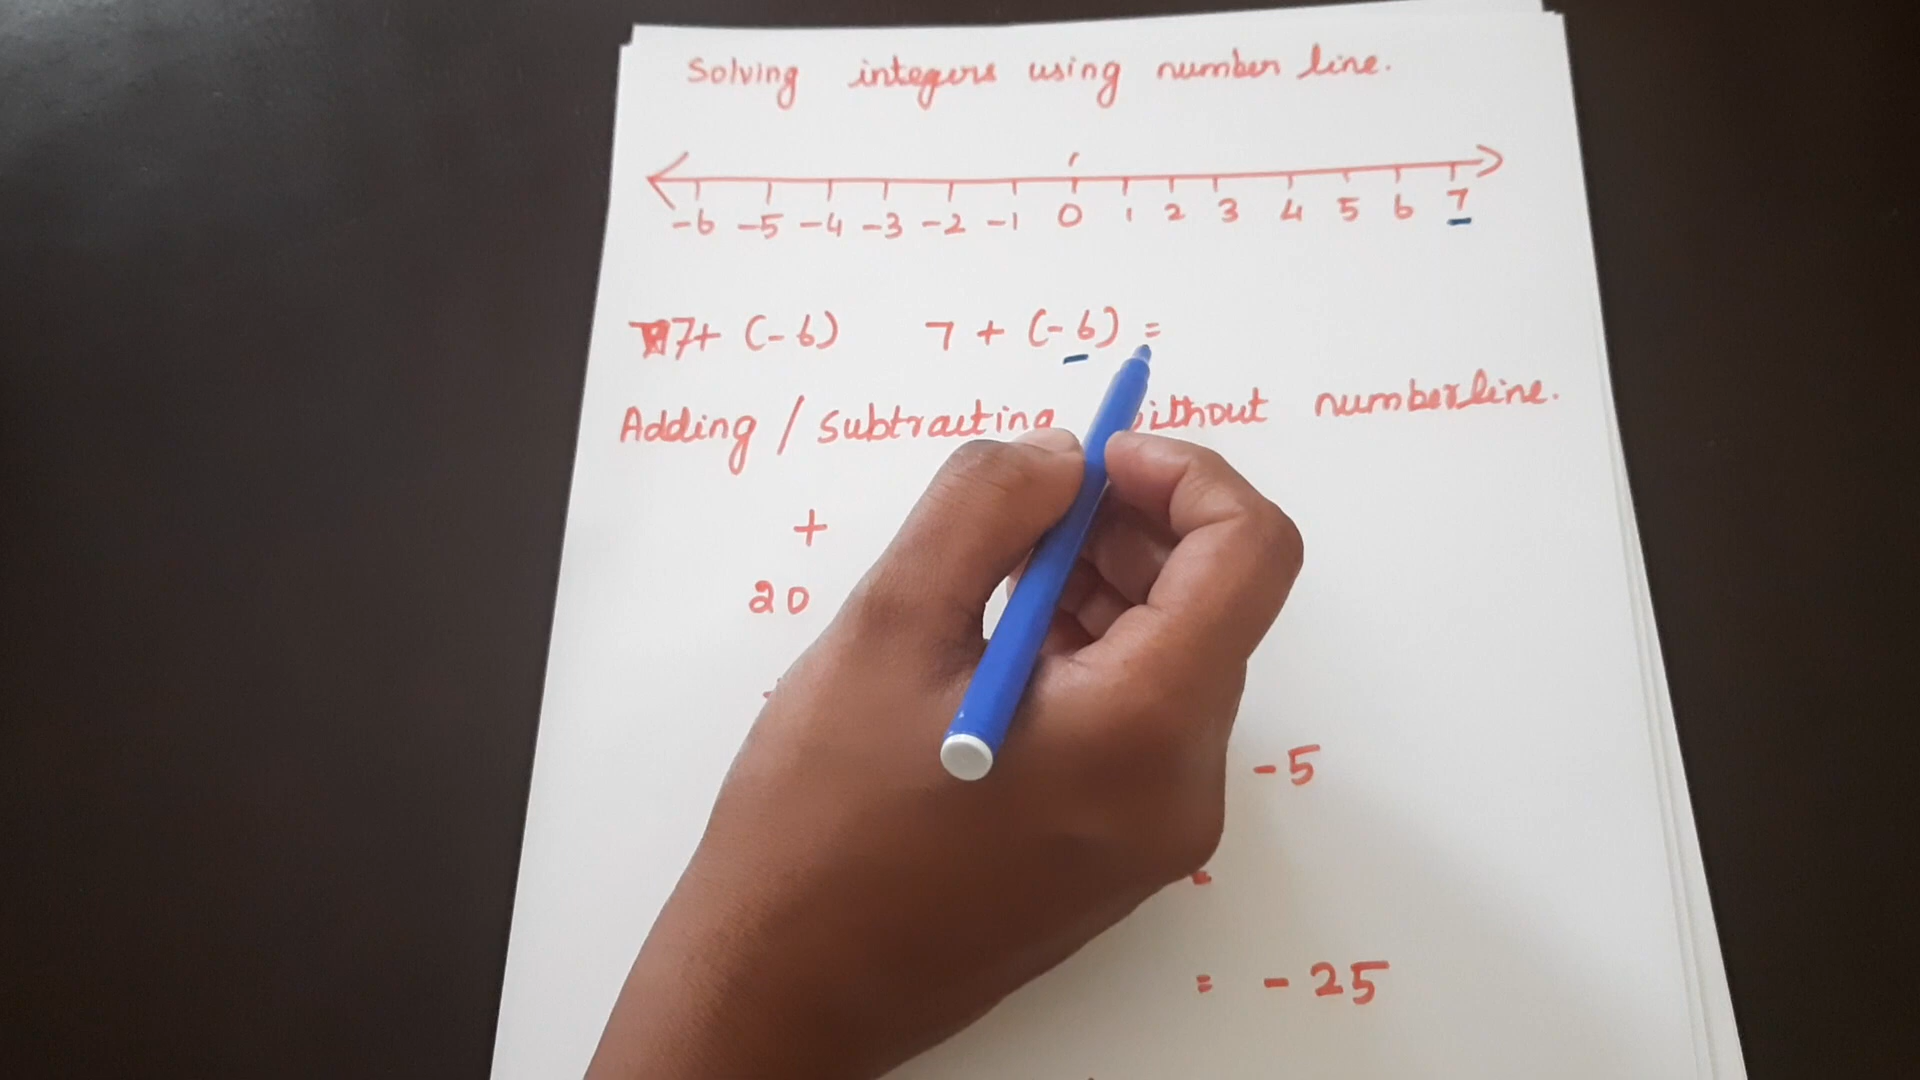 Solving integers using number line.
-6 -5 -4 -3 -2 -1 0 1 2 3 4 5 6 7
7+ (-6) 7 + (-6) =
Adding / subtracting without numberline.
+
20
-5
=
= -25